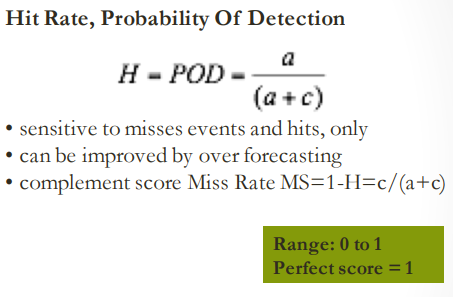 Hit Rate, Probability Of Detection
H = POD = a / (a + c)
• sensitive to misses events and hits, only
• can be improved by over forecasting
• complement score Miss Rate MS=1-H=c/(a+c)
Range: 0 to 1
Perfect score = 1